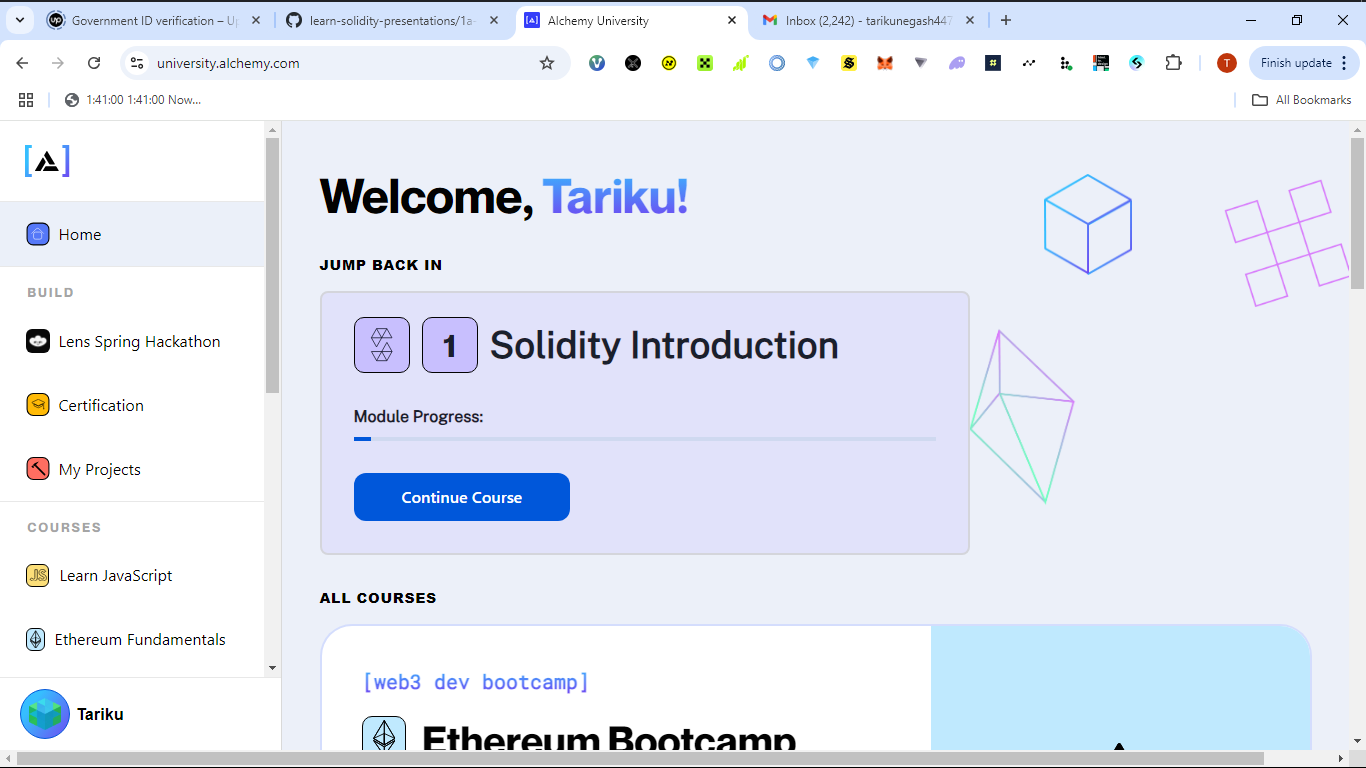 Government ID verification – Up
learn-solidity-presentations/1a-
Alchemy University
Inbox (2,242) - tarikunegash447
university.alchemy.com
Finish update
1:41:00 1:41:00 Now...
All Bookmarks
Home
BUILD
Lens Spring Hackathon
Certification
My Projects
COURSES
JS Learn JavaScript
Ethereum Fundamentals
Tariku
Welcome, Tariku!
JUMP BACK IN
1 Solidity Introduction
Module Progress:
Continue Course
ALL COURSES
[web3 dev bootcamp]
Ethereum Bootcamp